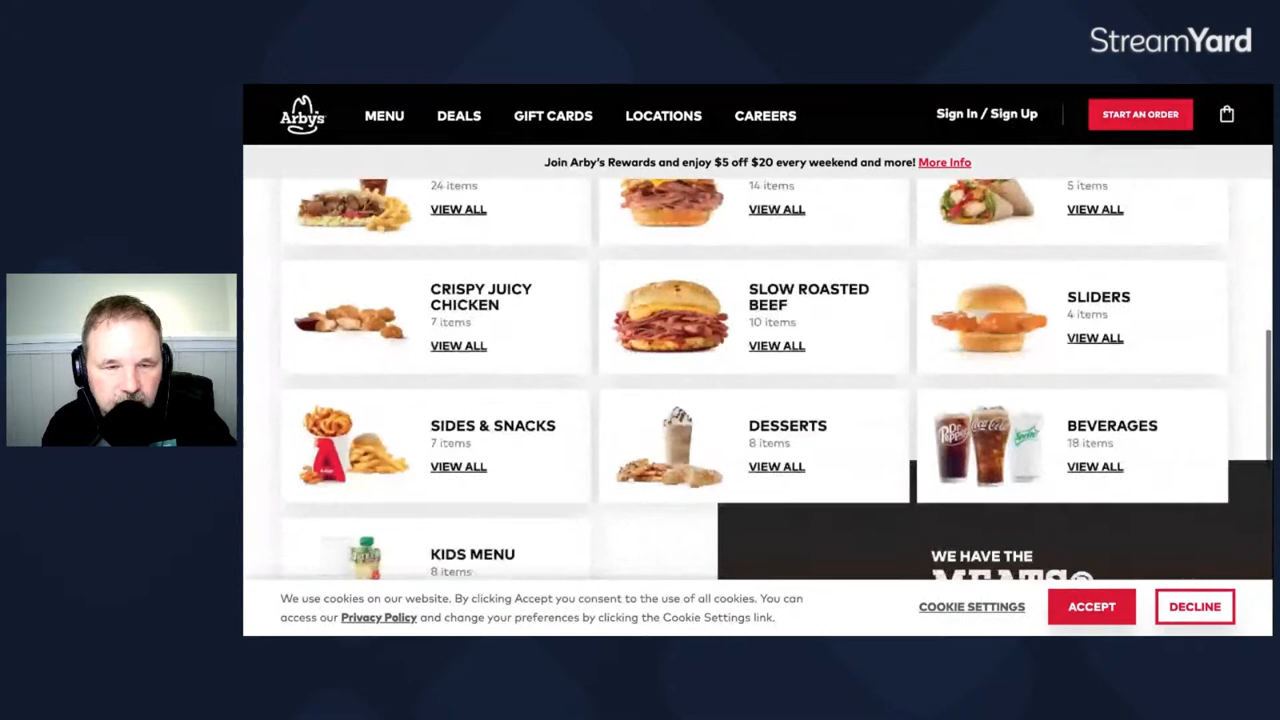 StreamYard
Arby's
MENU
DEALS
GIFT CARDS
LOCATIONS
CAREERS
Sign In / Sign Up
START AN ORDER
Join Arby's Rewards and enjoy $5 off $20 every weekend and more! More Info
24 items
VIEW ALL
14 items
VIEW ALL
5 items
VIEW ALL
CRISPY JUICY
CHICKEN
7 items
VIEW ALL
SLOW ROASTED
BEEF
10 items
VIEW ALL
SLIDERS
4 items
VIEW ALL
SIDES & SNACKS
7 items
VIEW ALL
DESSERTS
8 items
VIEW ALL
Dr Pepper
Coca-Cola
Sprite
BEVERAGES
18 items
VIEW ALL
KIDS MENU
8 items
WE HAVE THE
MEATS®
We use cookies on our website. By clicking Accept you consent to the use of all cookies. You can
access our Privacy Policy and change your preferences by clicking the Cookie Settings link.
COOKIE SETTINGS
ACCEPT
DECLINE